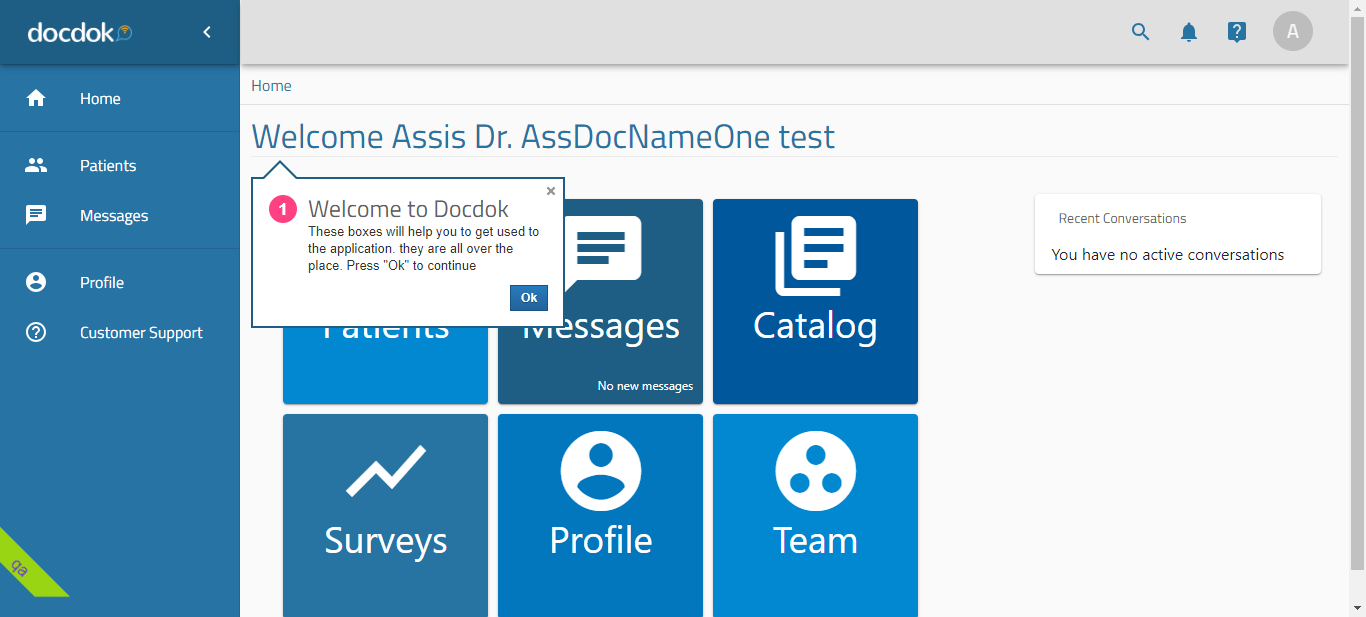 docdok
Home
Patients
Messages
Profile
Customer Support
qa
?
A
Home
Welcome Assis Dr. AssDocNameOne test
1
Welcome to Docdok
×
These boxes will help you to get used to
the application. they are all over the
place. Press "Ok" to continue
Ok
Patients
Messages
No new messages
Catalog
Surveys
Profile
Team
Recent Conversations
You have no active conversations